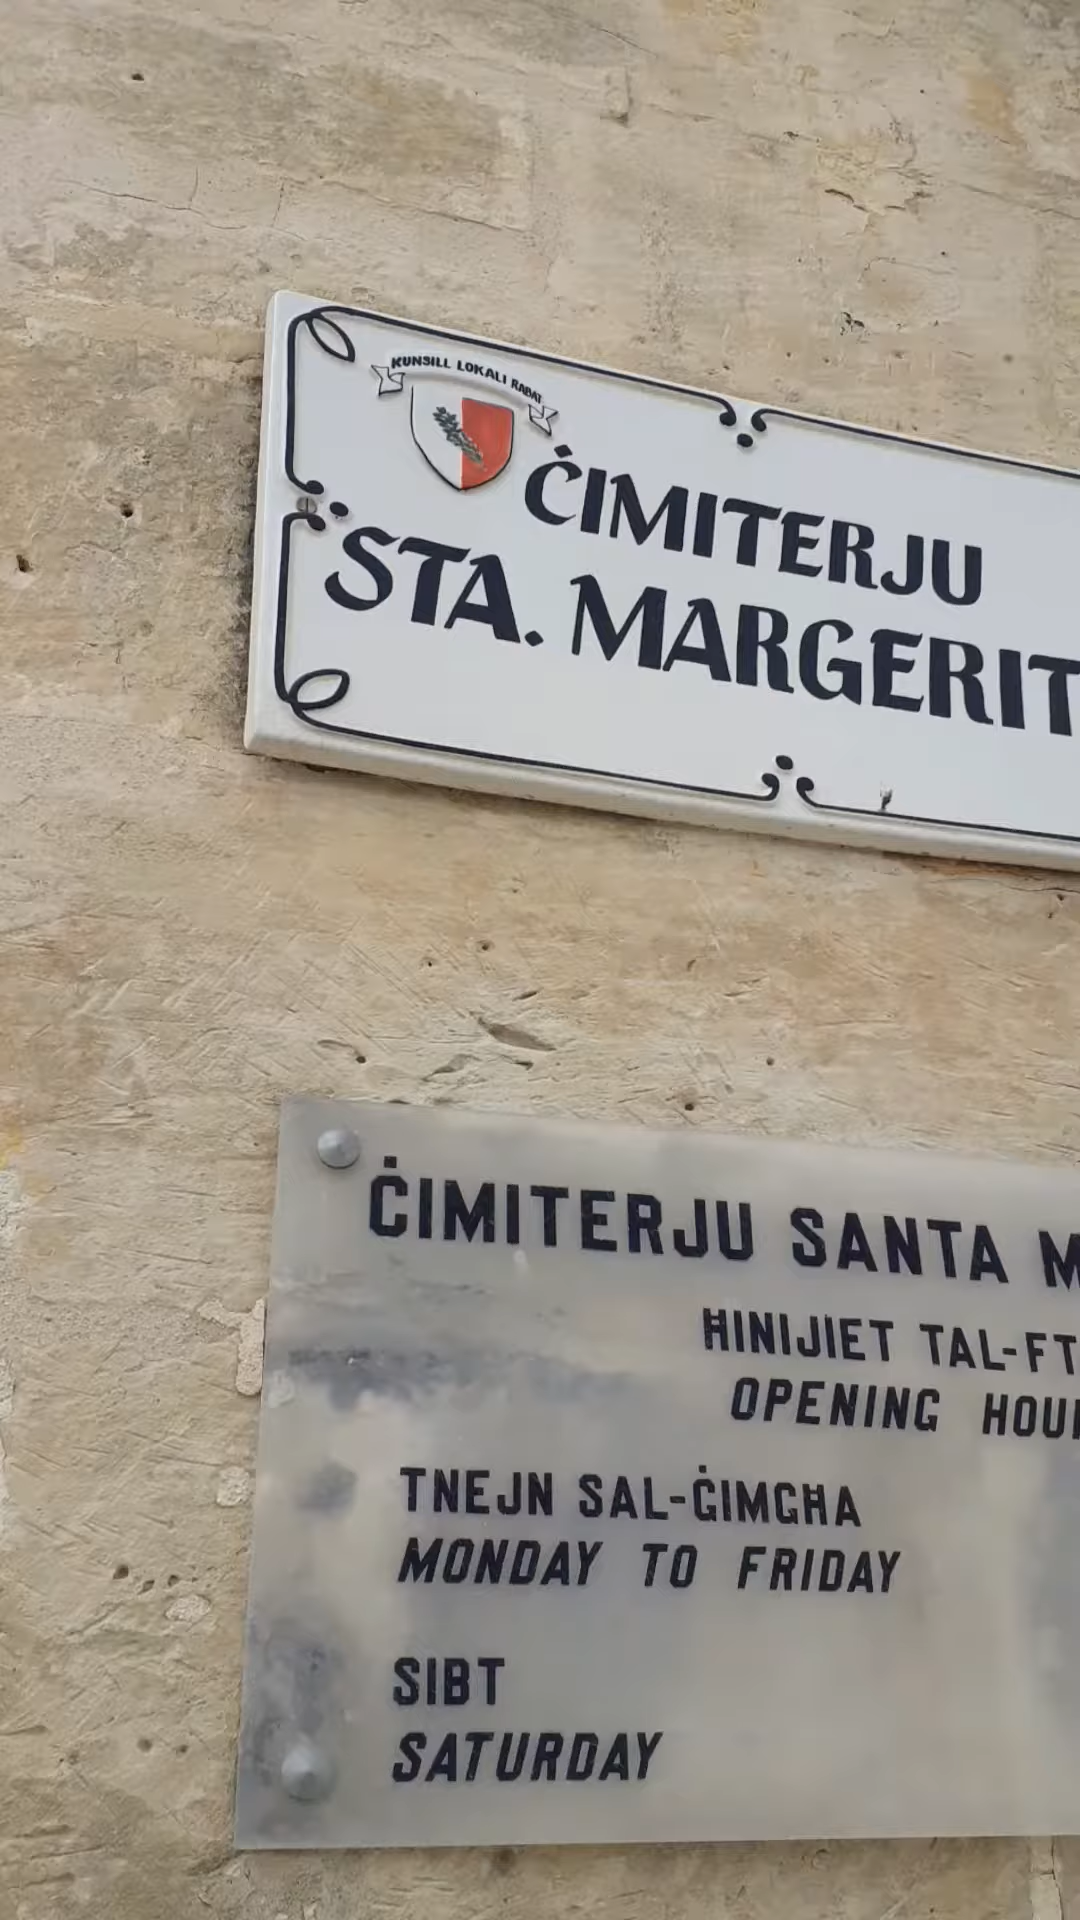 KUNSILL LOKALI RABAT
ĊIMITERJU
STA. MARGERIT
ĊIMITERJU SANTA M
ĦINIJIET TAL-FT
OPENING HOUR
TNEJN SAL-ĠIMGĦA
MONDAY TO FRIDAY
SIBT
SATURDAY